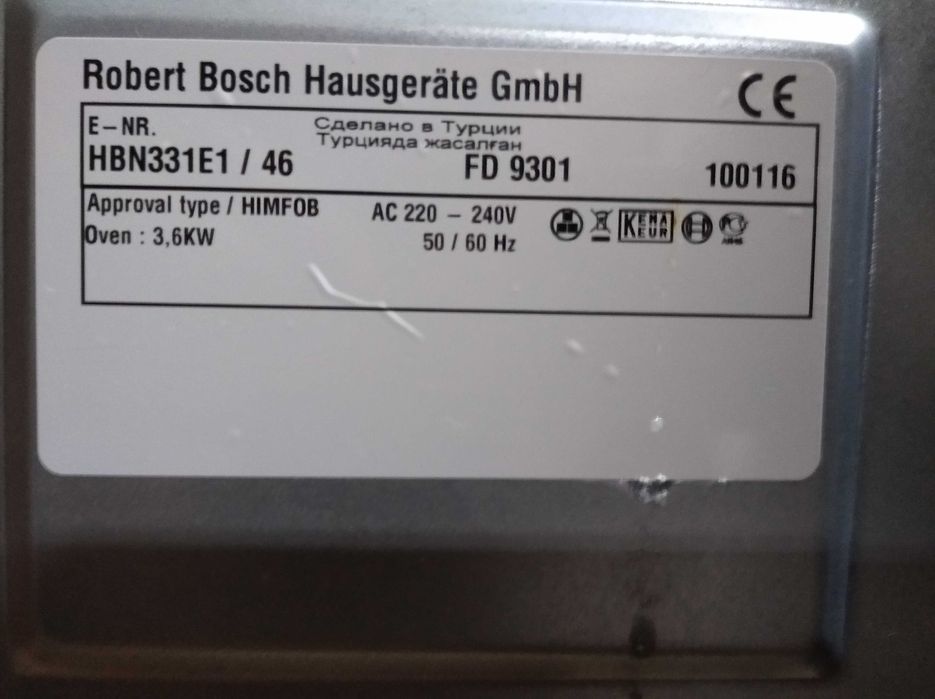 Robert Bosch Hausgeräte GmbH CE
E-NR. Сделано в Турции
Турцияда жасалған
HBN331E1 / 46 FD 9301 100116
Approval type / HIMFOB AC 220 - 240V KEMA EUR
Oven : 3,6KW 50 / 60 Hz